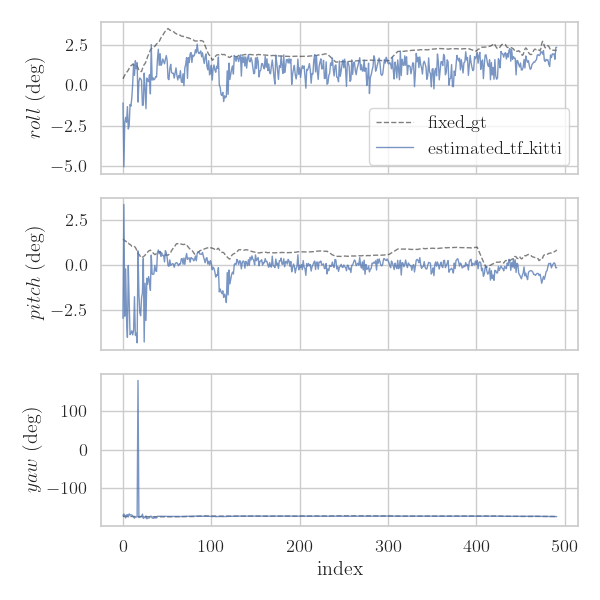 2.5
0.0
−2.5
−5.0
roll (deg)
fixed_gt
estimated_tf_kitti
2.5
0.0
−2.5
pitch (deg)
100
0
−100
yaw (deg)
0 100 200 300 400 500
index